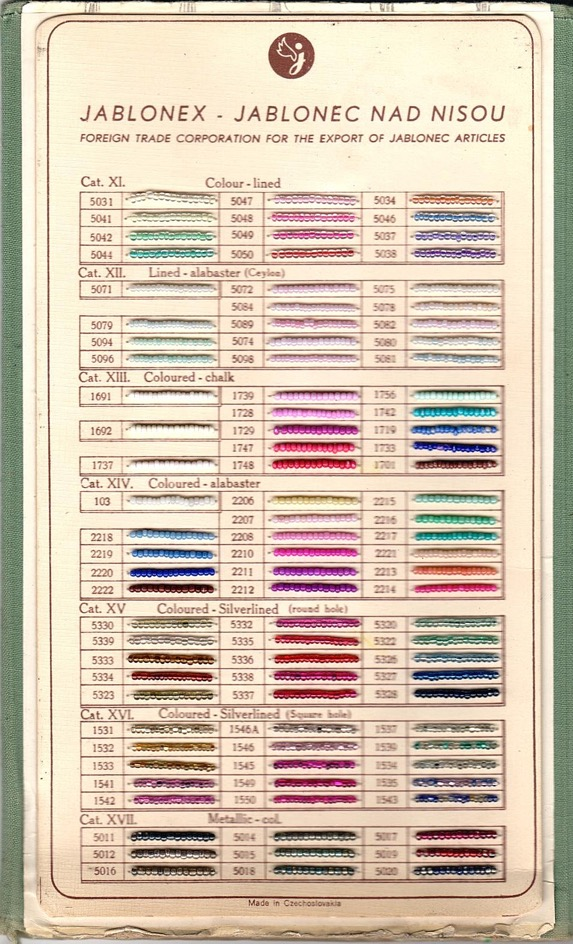 JABLONEX - JABLONEC NAD NISOU
FOREIGN TRADE CORPORATION FOR THE EXPORT OF JABLONEC ARTICLES
Cat. XI. Colour-lined
5031 5047 5034
5041 5048 5046
5042 5049 5037
5044 5050 5038
Cat. XII. Lined-alabaster (Ceylon)
5071 5072 5075
5084 5078
5079 5089 5082
5094 5074 5080
5096 5098 5081
Cat. XIII. Coloured-chalk
1691 1739 1756
1728 1742
1692 1729 1719
1747 1733
1737 1748 1701
Cat. XIV. Coloured-alabaster
103 2206 2215
2207 2216
2218 2208 2217
2219 2210 2221
2220 2211 2213
2222 2212 2214
Cat. XV Coloured-Silverlined (round hole)
5330 5332 5320
5339 5335 5322
5333 5336 5326
5334 5338 5327
5323 5337 5328
Cat. XVI. Coloured-Silverlined (Square hole)
1531 1546A 1537
1532 1546 1539
1533 1545 1534
1541 1549 1535
1542 1550 1543
Cat. XVII. Metallic-col.
5011 5014 5017
5012 5015 5019
5016 5018 5020
Made in Czechoslovakia